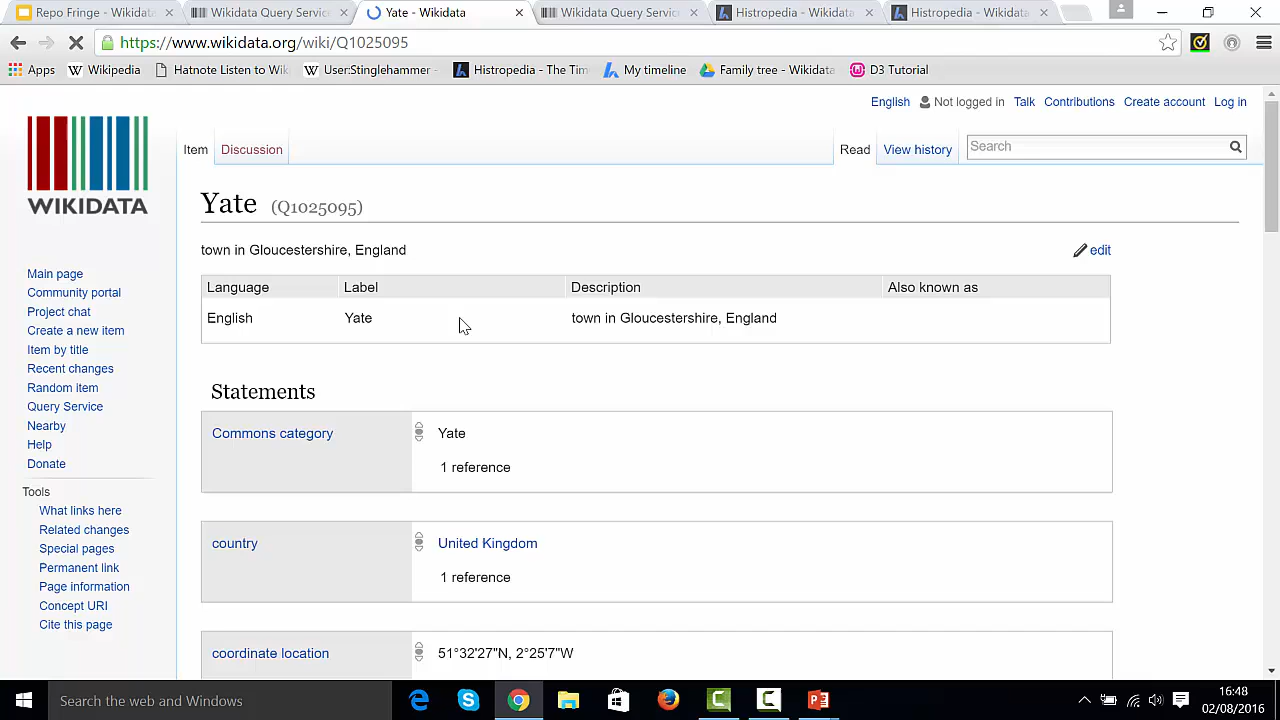 Repo Fringe - Wikidata
Wikidata Query Servic
Yate - Wikidata
Wikidata Query Servic
Histropedia - Wikidata
Histropedia - Wikidata
https://www.wikidata.org/wiki/Q1025095
Apps
Wikipedia
Hatnote Listen to Wik
User:Stinglehammer -
Histropedia - The Tim
My timeline
Family tree - Wikidata
D3 Tutorial
English
Not logged in
Talk
Contributions
Create account
Log in
WIKIDATA
Item
Discussion
Read
View history
Search
Yate (Q1025095)
town in Gloucestershire, England
edit
Language Label Description Also known as
English Yate town in Gloucestershire, England
Main page
Community portal
Project chat
Create a new item
Item by title
Recent changes
Random item
Query Service
Nearby
Help
Donate
Tools
What links here
Related changes
Special pages
Permanent link
Page information
Concept URI
Cite this page
Statements
Commons category
Yate
1 reference
country
United Kingdom
1 reference
coordinate location
51°32'27"N, 2°25'7"W
Search the web and Windows
16:48
02/08/2016